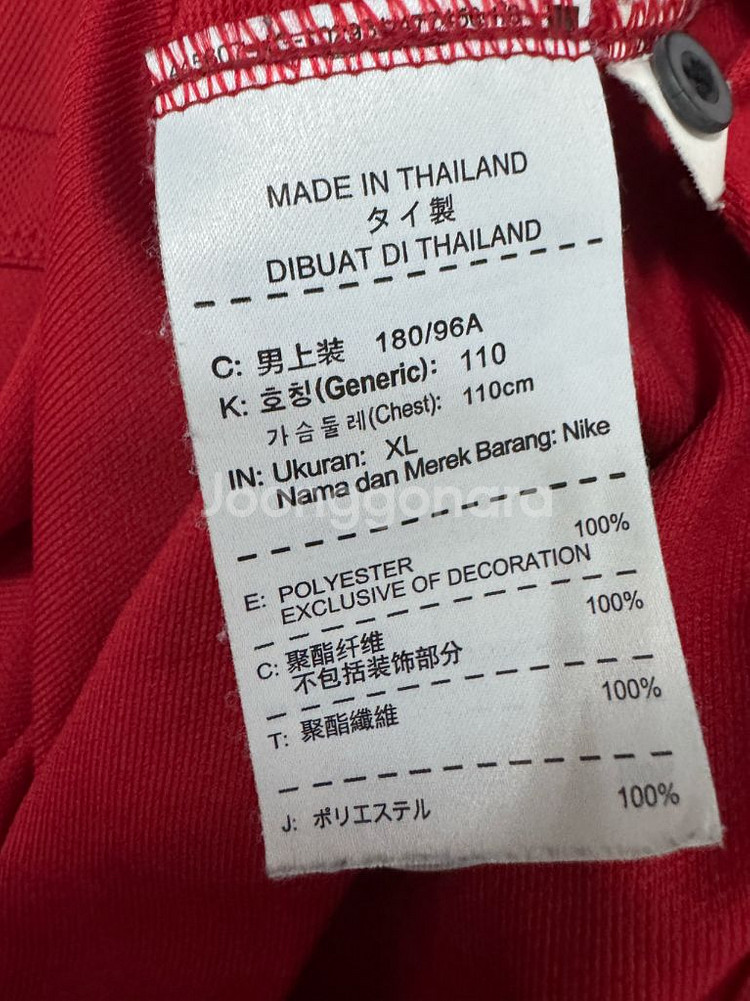 MADE IN THAILAND
タイ製
DIBUAT DI THAILAND
C: 男上装 180/96A
K: 호칭(Generic): 110
가슴둘레(Chest): 110cm
IN: Ukuran: XL
Nama dan Merek Barang: Nike
Joonggonara
100%
E: POLYESTER
EXCLUSIVE OF DECORATION
100%
C: 聚酯纤维
不包括装饰部分
100%
T: 聚酯纖維
J: ポリエステル 100%